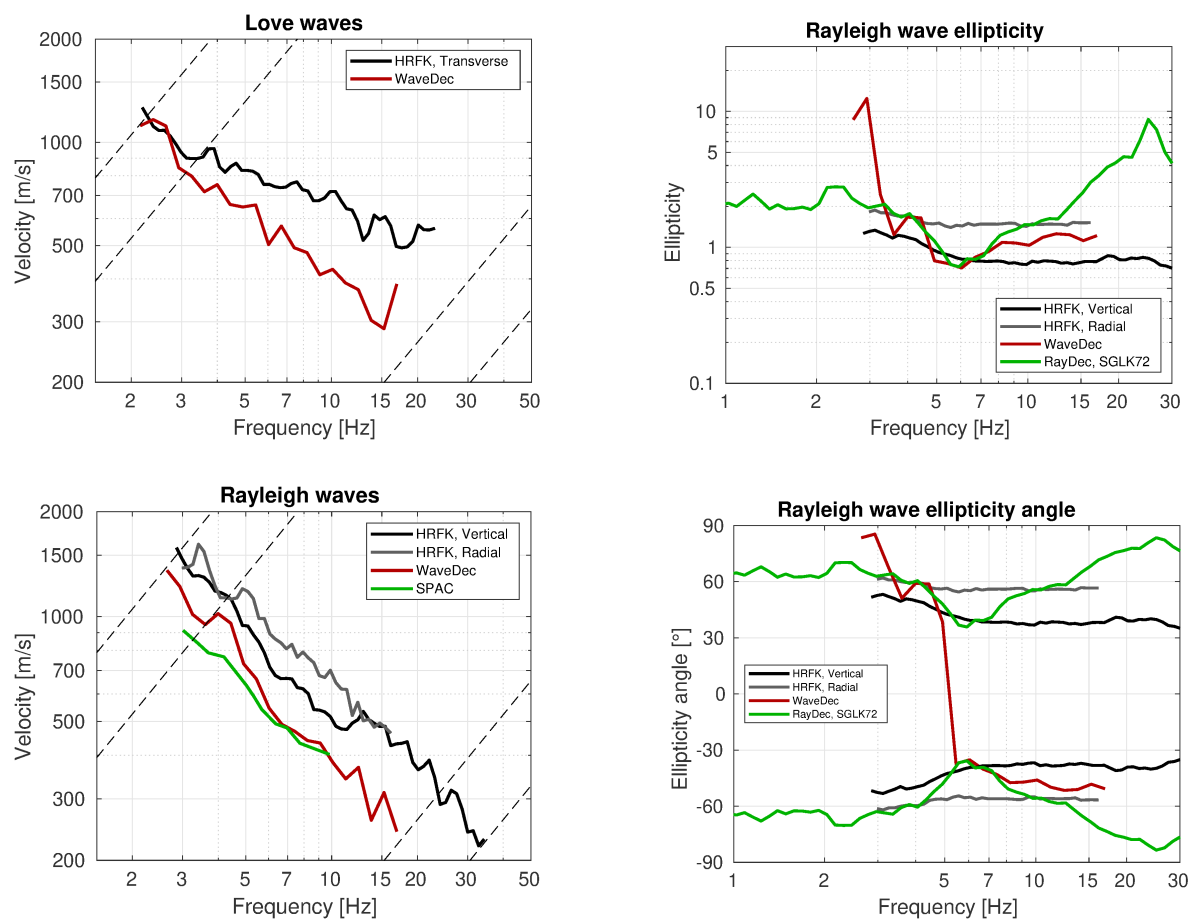 Love waves
2000
1500
1000
700
500
300
200
Velocity [m/s]
HRFK, Transverse
WaveDec
2 3 5 7 10 15 20 30 50
Frequency [Hz]
Rayleigh wave ellipticity
10
5
1
0.5
0.1
Ellipticity
HRFK, Vertical
HRFK, Radial
WaveDec
RayDec, SGLK72
1 2 5 7 10 15 20 30
Frequency [Hz]
Rayleigh waves
2000
1500
1000
700
500
300
200
Velocity [m/s]
HRFK, Vertical
HRFK, Radial
WaveDec
SPAC
2 3 5 7 10 15 20 30 50
Frequency [Hz]
Rayleigh wave ellipticity angle
90
60
30
0
-30
-60
-90
Ellipticity angle [°]
HRFK, Vertical
HRFK, Radial
WaveDec
RayDec, SGLK72
1 2 5 7 10 15 20 30
Frequency [Hz]